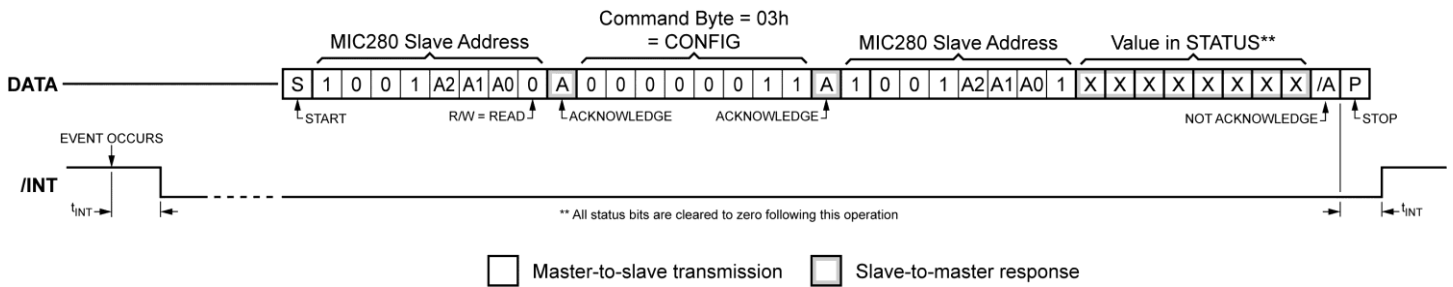 Command Byte = 03h
MIC280 Slave Address = CONFIG MIC280 Slave Address Value in STATUS**
DATA S 1 0 0 1 A2 A1 A0 0 A 0 0 0 0 0 0 1 1 A 1 0 0 1 A2 A1 A0 1 X X X X X X X X /A P
START R/W = READ ACKNOWLEDGE ACKNOWLEDGE NOT ACKNOWLEDGE STOP
EVENT OCCURS
/INT
tINT ** All status bits are cleared to zero following this operation tINT
Master-to-slave transmission Slave-to-master response